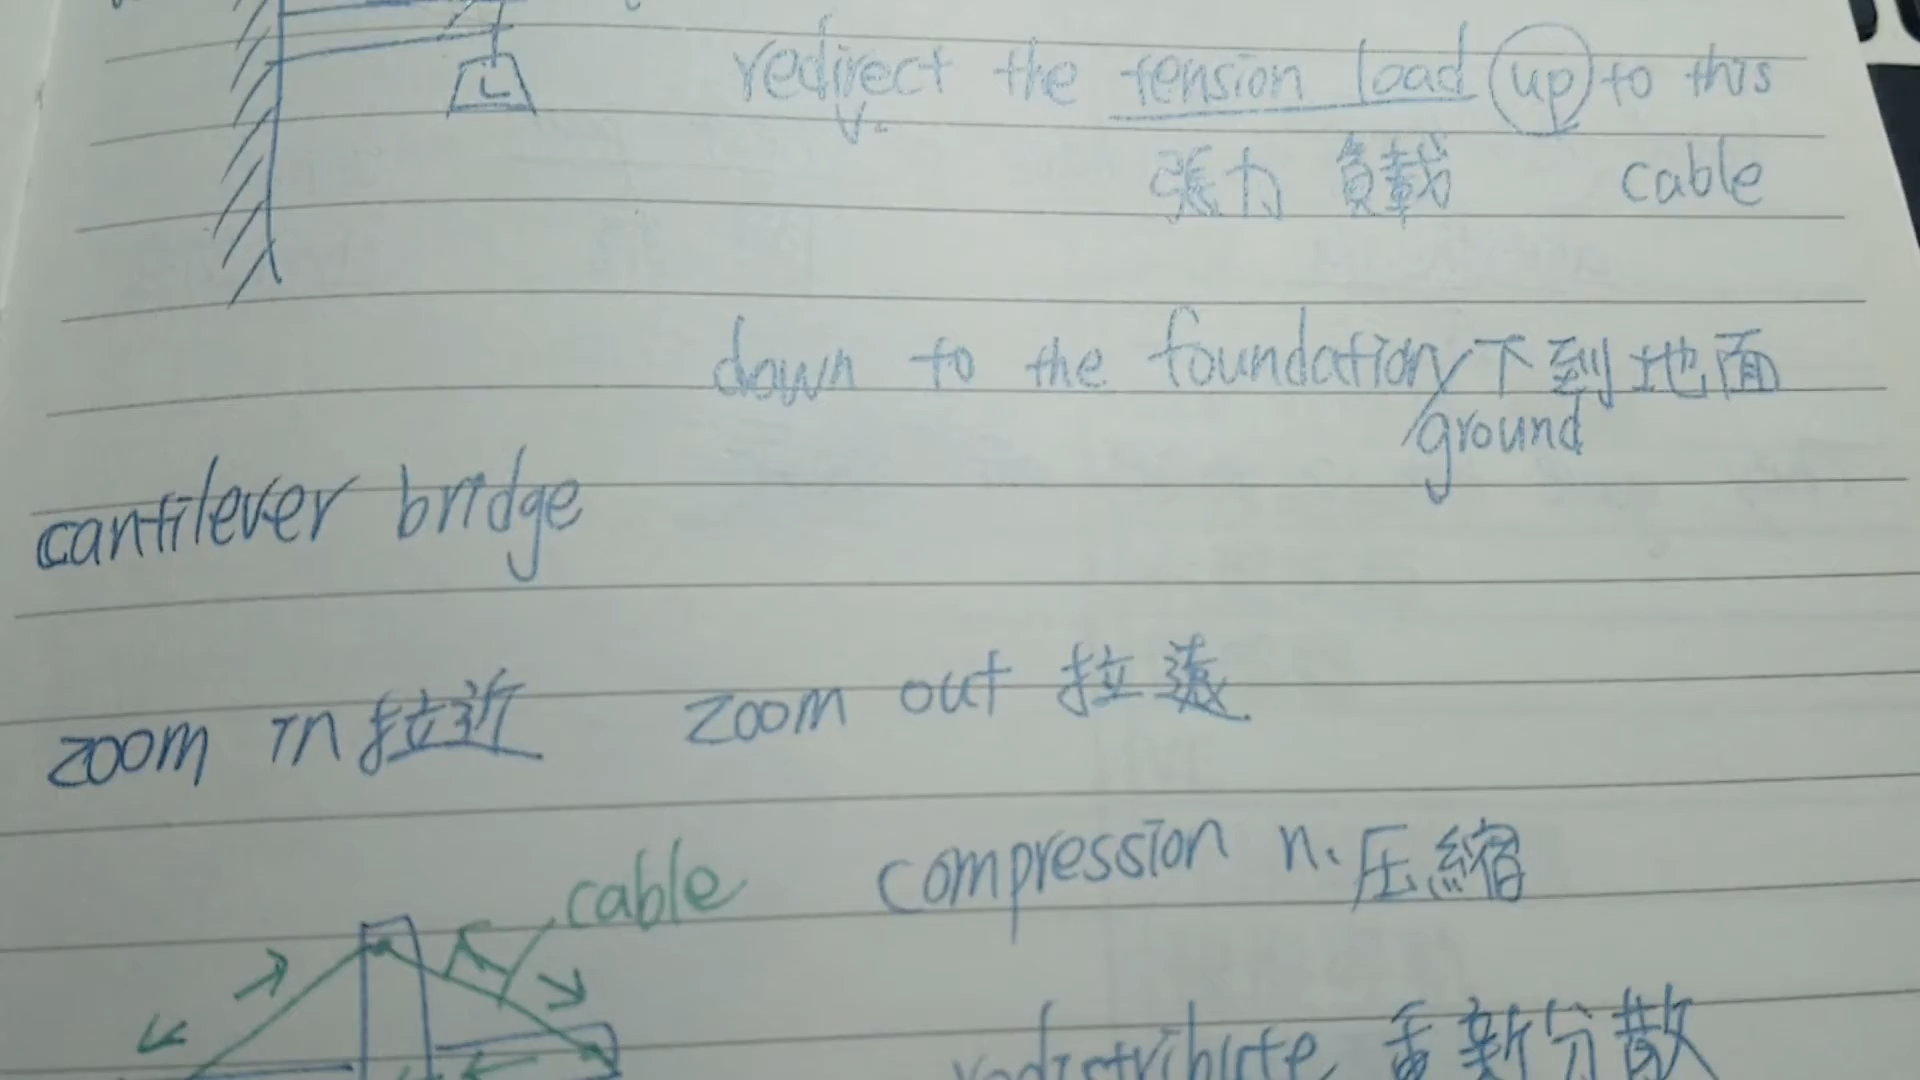 L
redirect the tension load up to this
v.
張力 負載 cable
down to the foundation/下到地面
ground
cantilever bridge
zoom in 拉近 zoom out 拉遠
cable compression n. 压縮
redistribute 重新分散